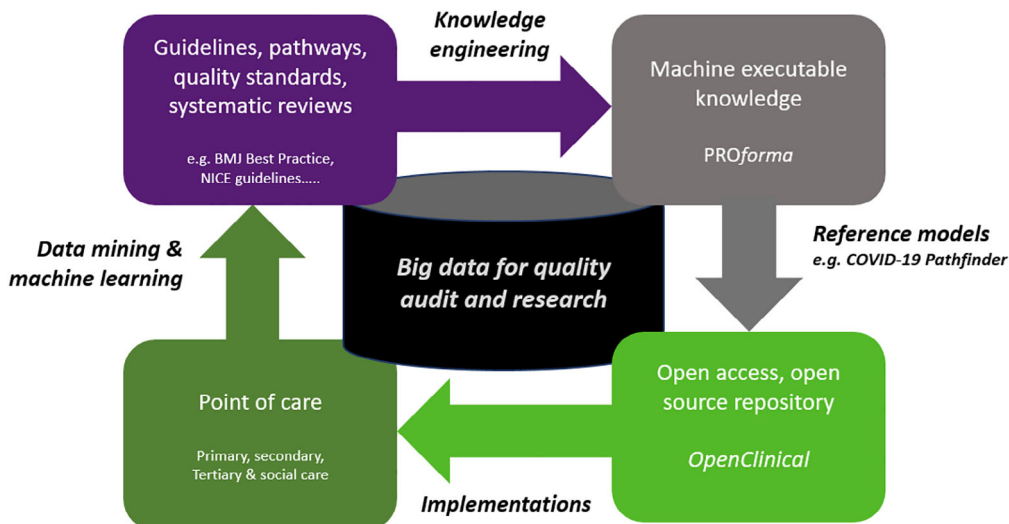 Guidelines, pathways,
quality standards,
systematic reviews
e.g. BMJ Best Practice,
NICE guidelines.....
Knowledge
engineering
Machine executable
knowledge
PROforma
Reference models
e.g. COVID-19 Pathfinder
Open access, open
source repository
OpenClinical
Implementations
Point of care
Primary, secondary,
Tertiary & social care
Data mining &
machine learning
Big data for quality
audit and research